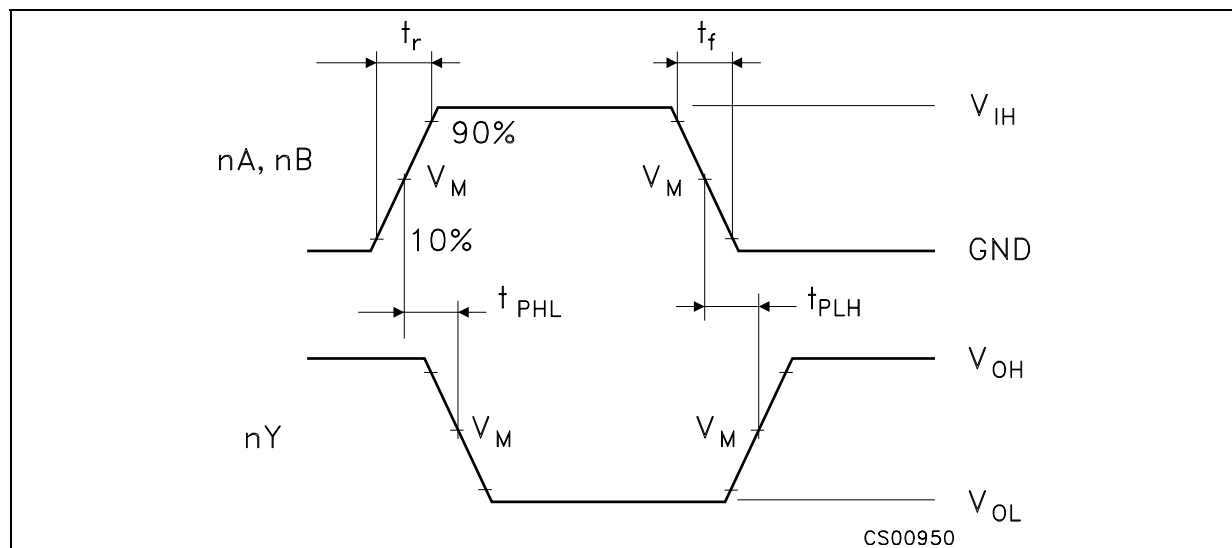 tr tf
90% VIH
nA, nB VM VM
10% GND
tPHL tPLH
VOH
nY VM VM
VOL
CS00950